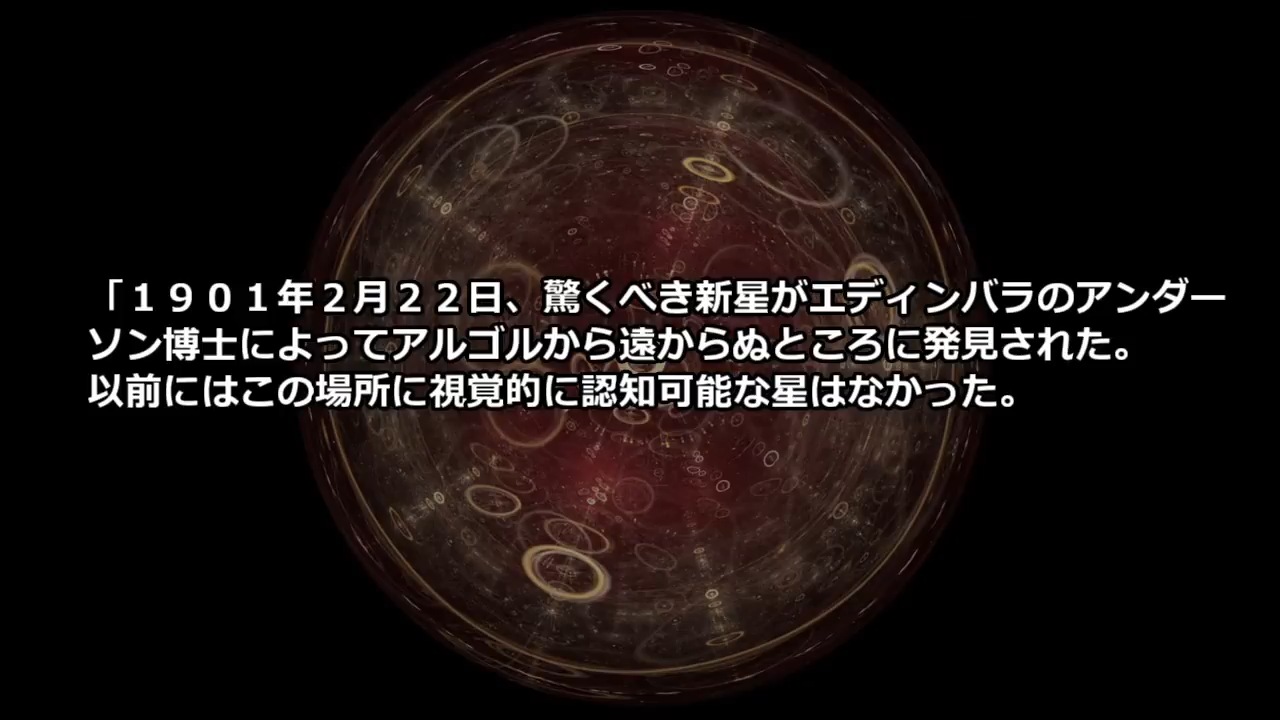 「１９０１年２月２２日、驚くべき新星がエディンバラのアンダー
ソン博士によってアルゴルから遠からぬところに発見された。
以前にはこの場所に視覚的に認知可能な星はなかった。